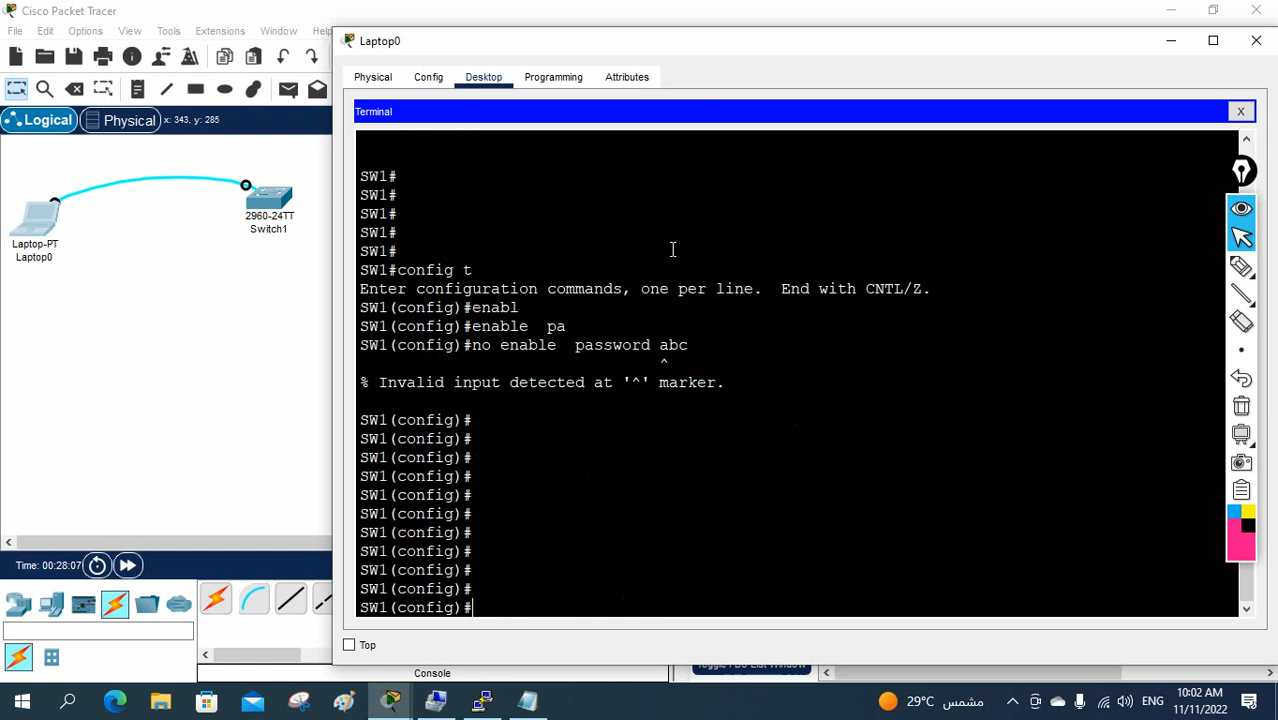 Cisco Packet Tracer
File Edit Options View Tools Extensions Window Help
Logical Physical x: 343, y: 285
Laptop-PT
Laptop0
2960-24TT
Switch1
Time: 00:28:07
Laptop0
Physical Config Desktop Programming Attributes
Terminal X
SW1#
SW1#
SW1#
SW1#
SW1#
SW1#config t
Enter configuration commands, one per line. End with CNTL/Z.
SW1(config)#enabl
SW1(config)#enable pa
SW1(config)#no enable password abc
^
% Invalid input detected at '^' marker.
SW1(config)#
SW1(config)#
SW1(config)#
SW1(config)#
SW1(config)#
SW1(config)#
SW1(config)#
SW1(config)#
SW1(config)#
SW1(config)#
SW1(config)#
Top
Console
29°C مشمس
ENG
10:02 AM
11/11/2022